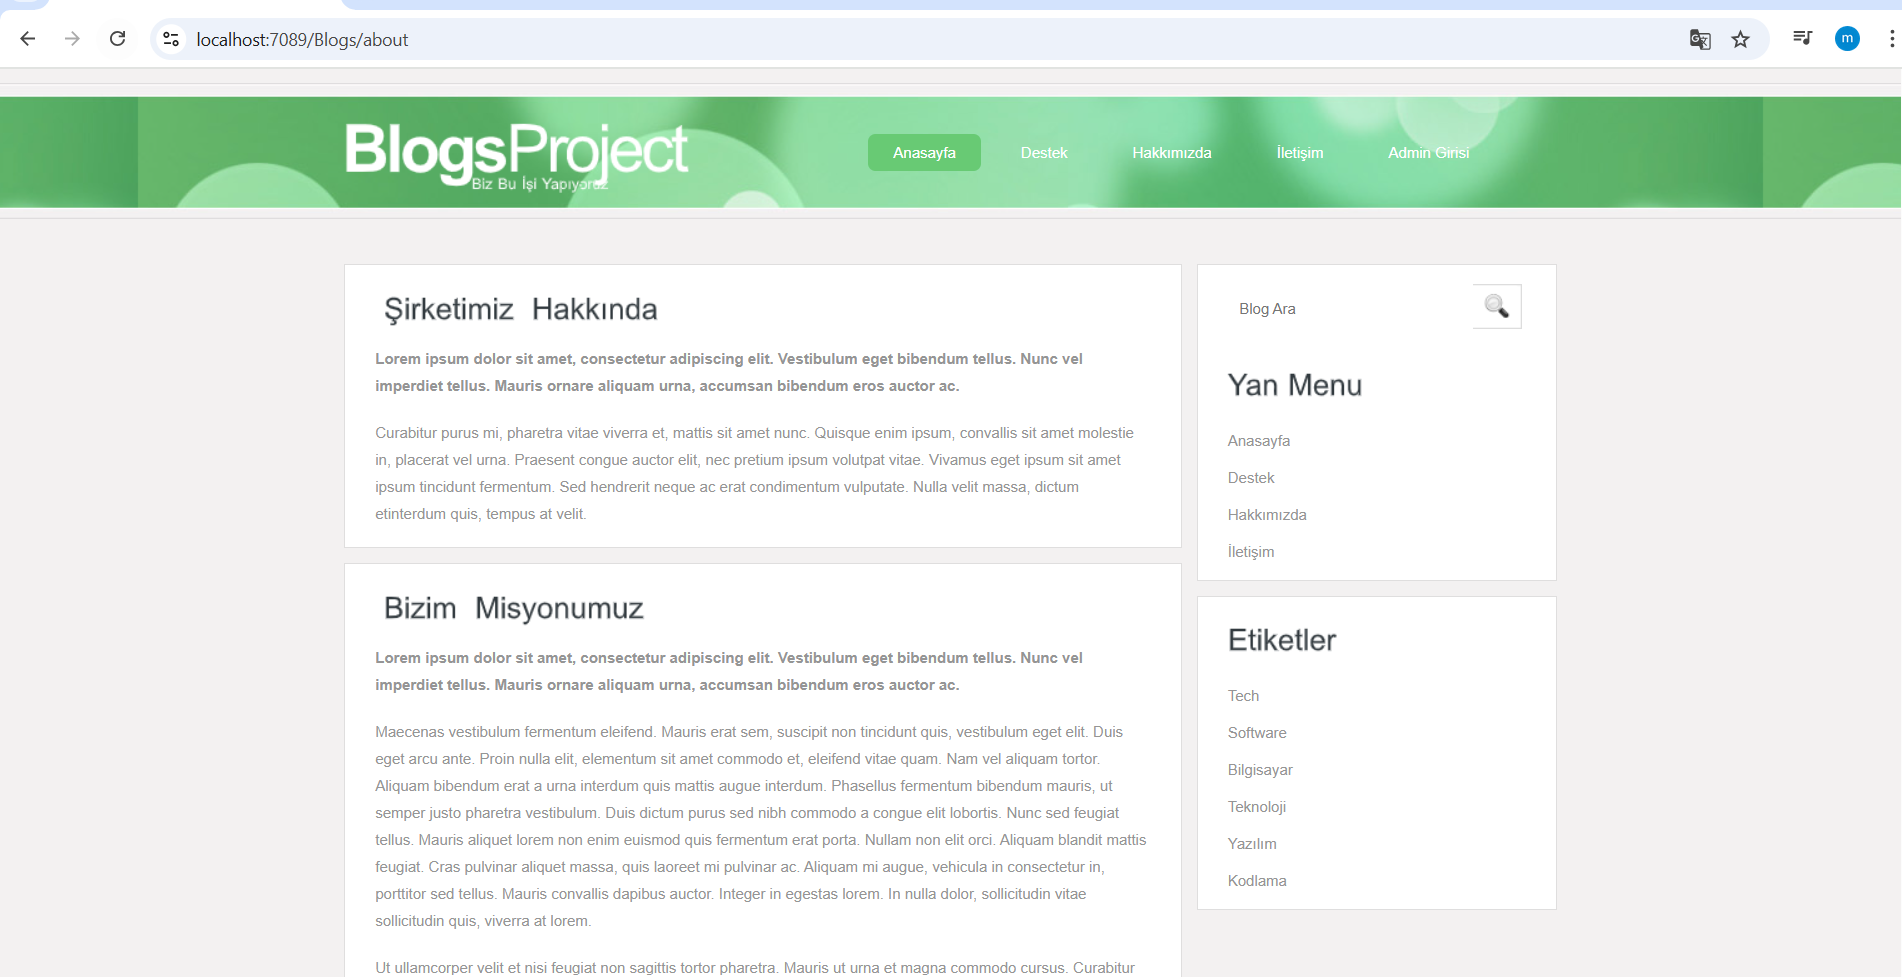 localhost:7089/Blogs/about
m
BlogsProject
Biz Bu İşi Yapıyoruz
Anasayfa
Destek
Hakkımızda
İletişim
Admin Girisi
Şirketimiz Hakkında
Lorem ipsum dolor sit amet, consectetur adipiscing elit. Vestibulum eget bibendum tellus. Nunc vel
imperdiet tellus. Mauris ornare aliquam urna, accumsan bibendum eros auctor ac.
Curabitur purus mi, pharetra vitae viverra et, mattis sit amet nunc. Quisque enim ipsum, convallis sit amet molestie
in, placerat vel urna. Praesent congue auctor elit, nec pretium ipsum volutpat vitae. Vivamus eget ipsum sit amet
ipsum tincidunt fermentum. Sed hendrerit neque ac erat condimentum vulputate. Nulla velit massa, dictum
etinterdum quis, tempus at velit.
Bizim Misyonumuz
Lorem ipsum dolor sit amet, consectetur adipiscing elit. Vestibulum eget bibendum tellus. Nunc vel
imperdiet tellus. Mauris ornare aliquam urna, accumsan bibendum eros auctor ac.
Maecenas vestibulum fermentum eleifend. Mauris erat sem, suscipit non tincidunt quis, vestibulum eget elit. Duis
eget arcu ante. Proin nulla elit, elementum sit amet commodo et, eleifend vitae quam. Nam vel aliquam tortor.
Aliquam bibendum erat a urna interdum quis mattis augue interdum. Phasellus fermentum bibendum mauris, ut
semper justo pharetra vestibulum. Duis dictum purus sed nibh commodo a congue elit lobortis. Nunc sed feugiat
tellus. Mauris aliquet lorem non enim euismod quis fermentum erat porta. Nullam non elit orci. Aliquam blandit mattis
feugiat. Cras pulvinar aliquet massa, quis laoreet mi pulvinar ac. Aliquam mi augue, vehicula in consectetur in,
porttitor sed tellus. Mauris convallis dapibus auctor. Integer in egestas lorem. In nulla dolor, sollicitudin vitae
sollicitudin quis, viverra at lorem.
Ut ullamcorper velit et nisi feugiat non sagittis tortor pharetra. Mauris ut urna et magna commodo cursus. Curabitur
Blog Ara
Yan Menu
Anasayfa
Destek
Hakkımızda
İletişim
Etiketler
Tech
Software
Bilgisayar
Teknoloji
Yazılım
Kodlama